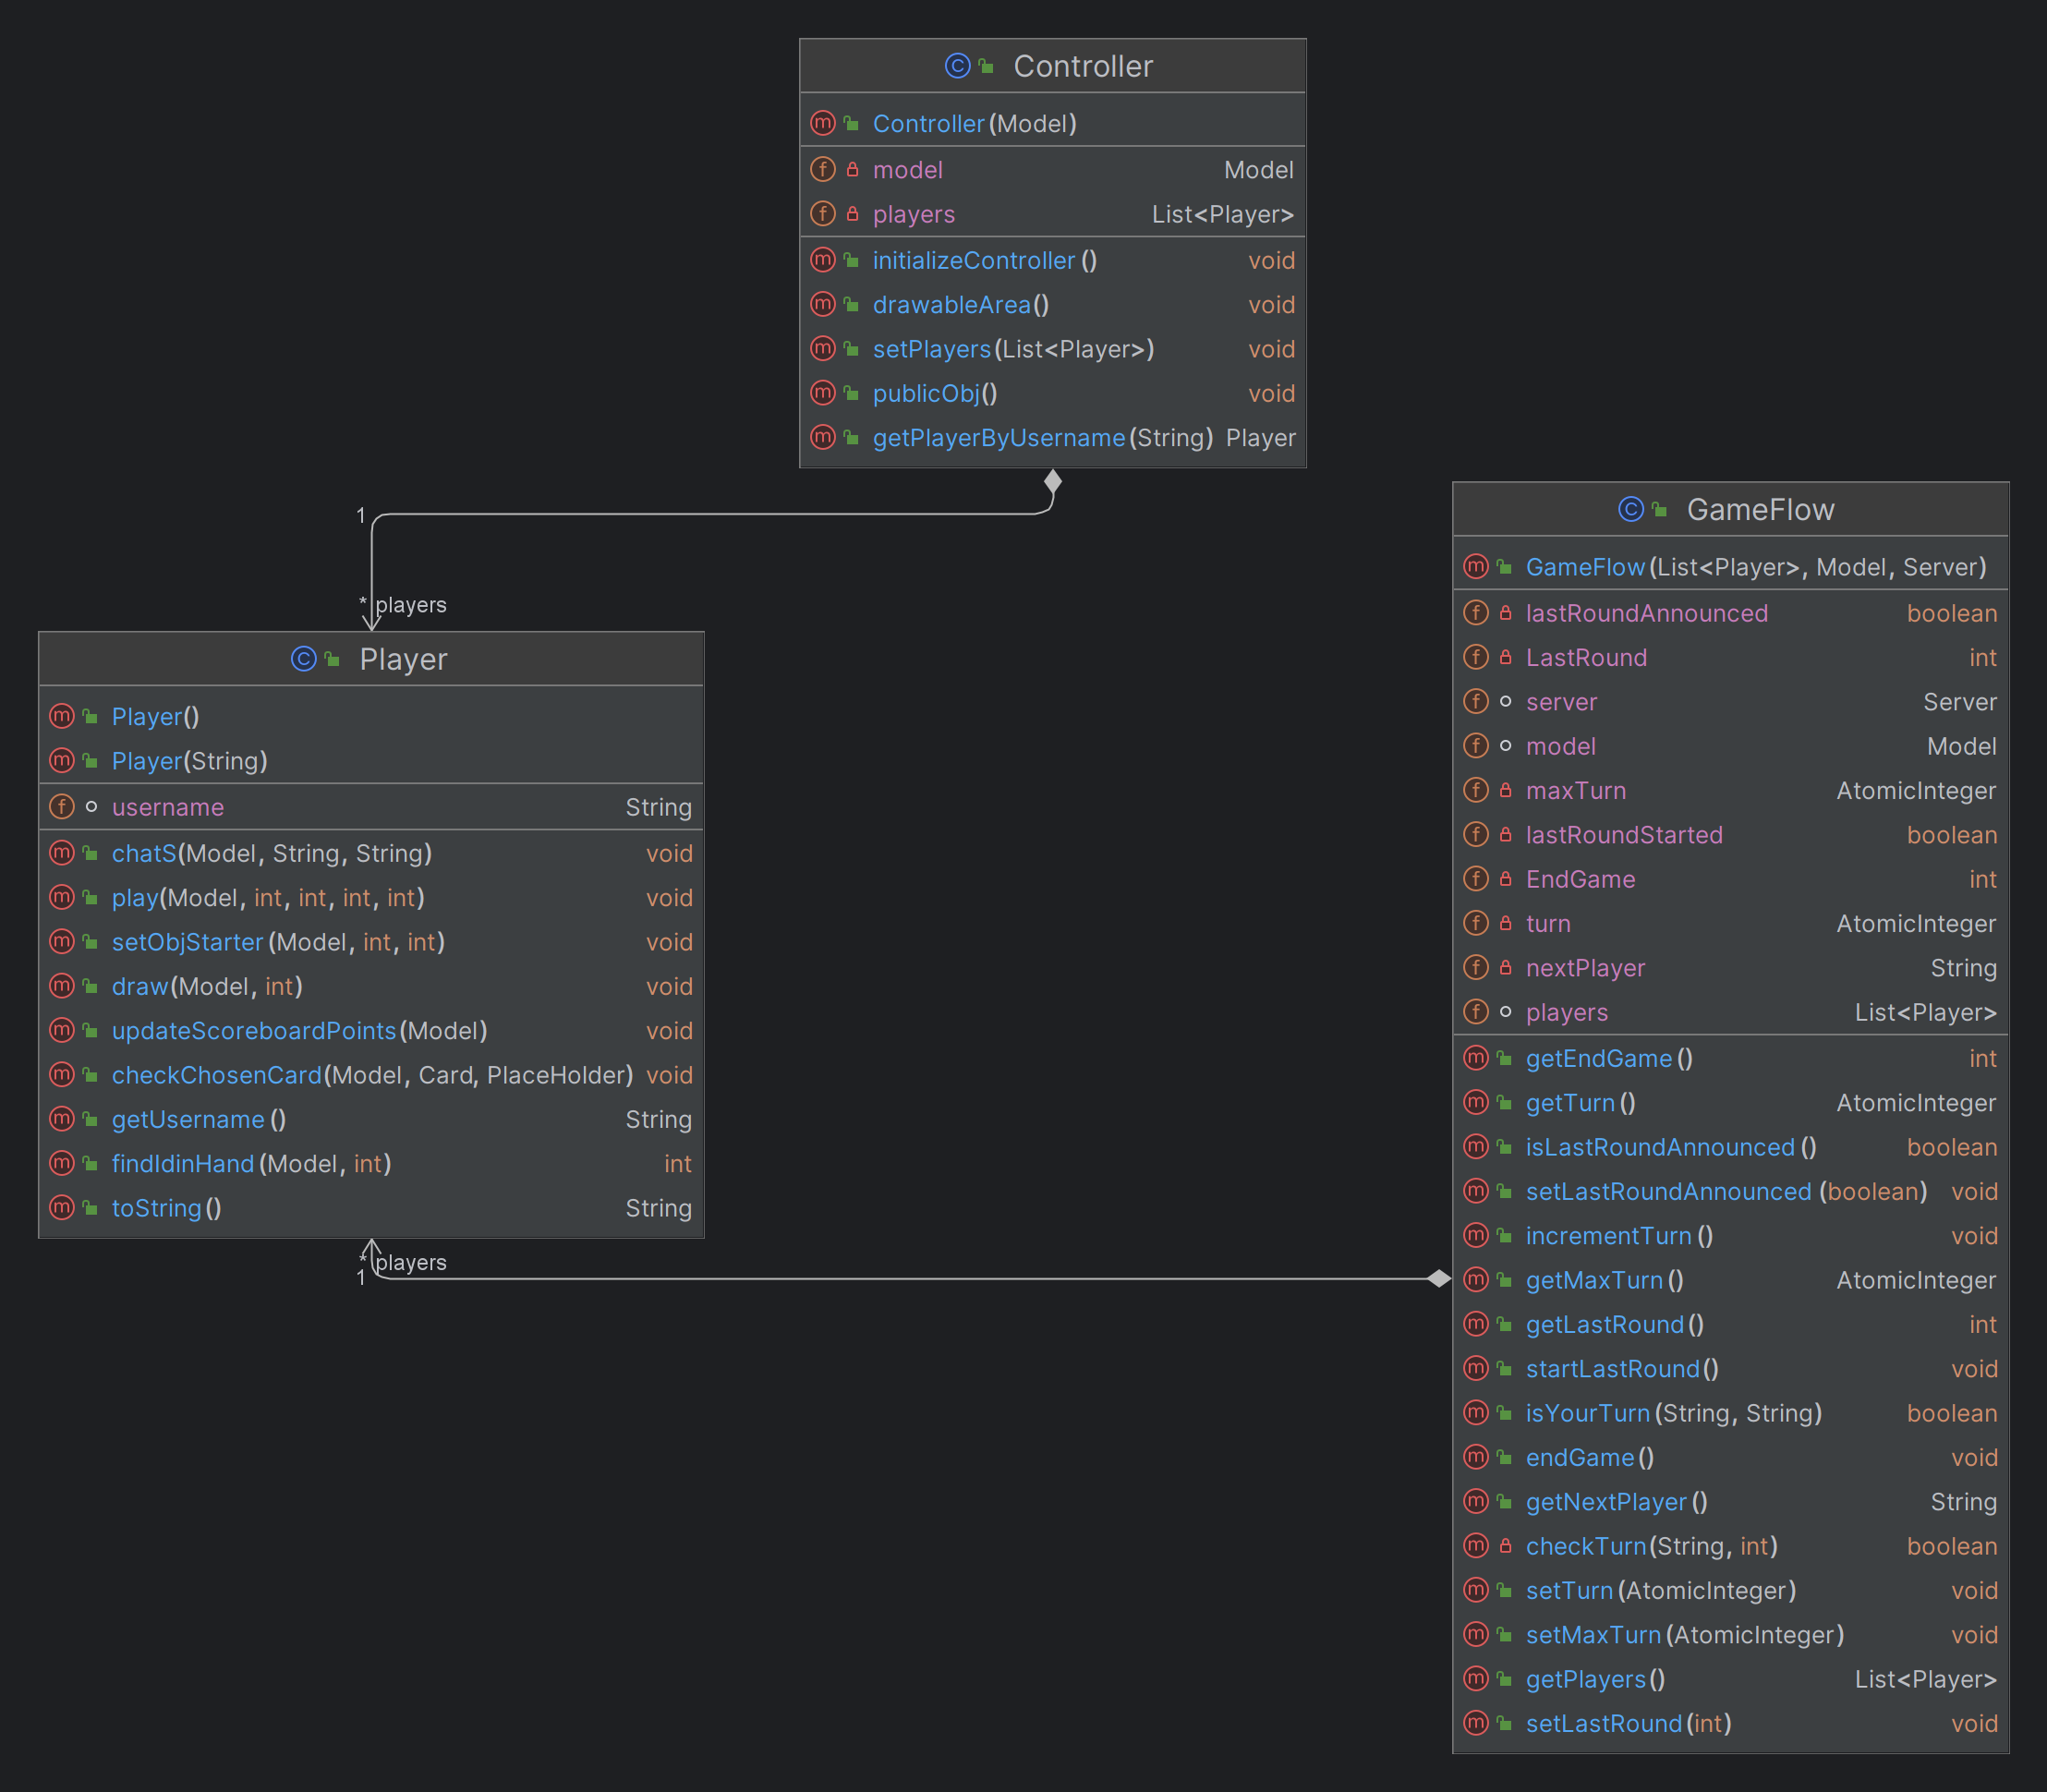 Controller
Controller(Model)
model Model
players List<Player>
initializeController() void
drawableArea() void
setPlayers(List<Player>) void
publicObj() void
getPlayerByUsername(String) Player
1
* players
Player
Player()
Player(String)
username String
chatS(Model, String, String) void
play(Model, int, int, int, int) void
setObjStarter(Model, int, int) void
draw(Model, int) void
updateScoreboardPoints(Model) void
checkChosenCard(Model, Card, PlaceHolder) void
getUsername() String
findIdinHand(Model, int) int
toString() String
* players
1
GameFlow
GameFlow(List<Player>, Model, Server)
lastRoundAnnounced boolean
LastRound int
server Server
model Model
maxTurn AtomicInteger
lastRoundStarted boolean
EndGame int
turn AtomicInteger
nextPlayer String
players List<Player>
getEndGame() int
getTurn() AtomicInteger
isLastRoundAnnounced() boolean
setLastRoundAnnounced(boolean) void
incrementTurn() void
getMaxTurn() AtomicInteger
getLastRound() int
startLastRound() void
isYourTurn(String, String) boolean
endGame() void
getNextPlayer() String
checkTurn(String, int) boolean
setTurn(AtomicInteger) void
setMaxTurn(AtomicInteger) void
getPlayers() List<Player>
setLastRound(int) void